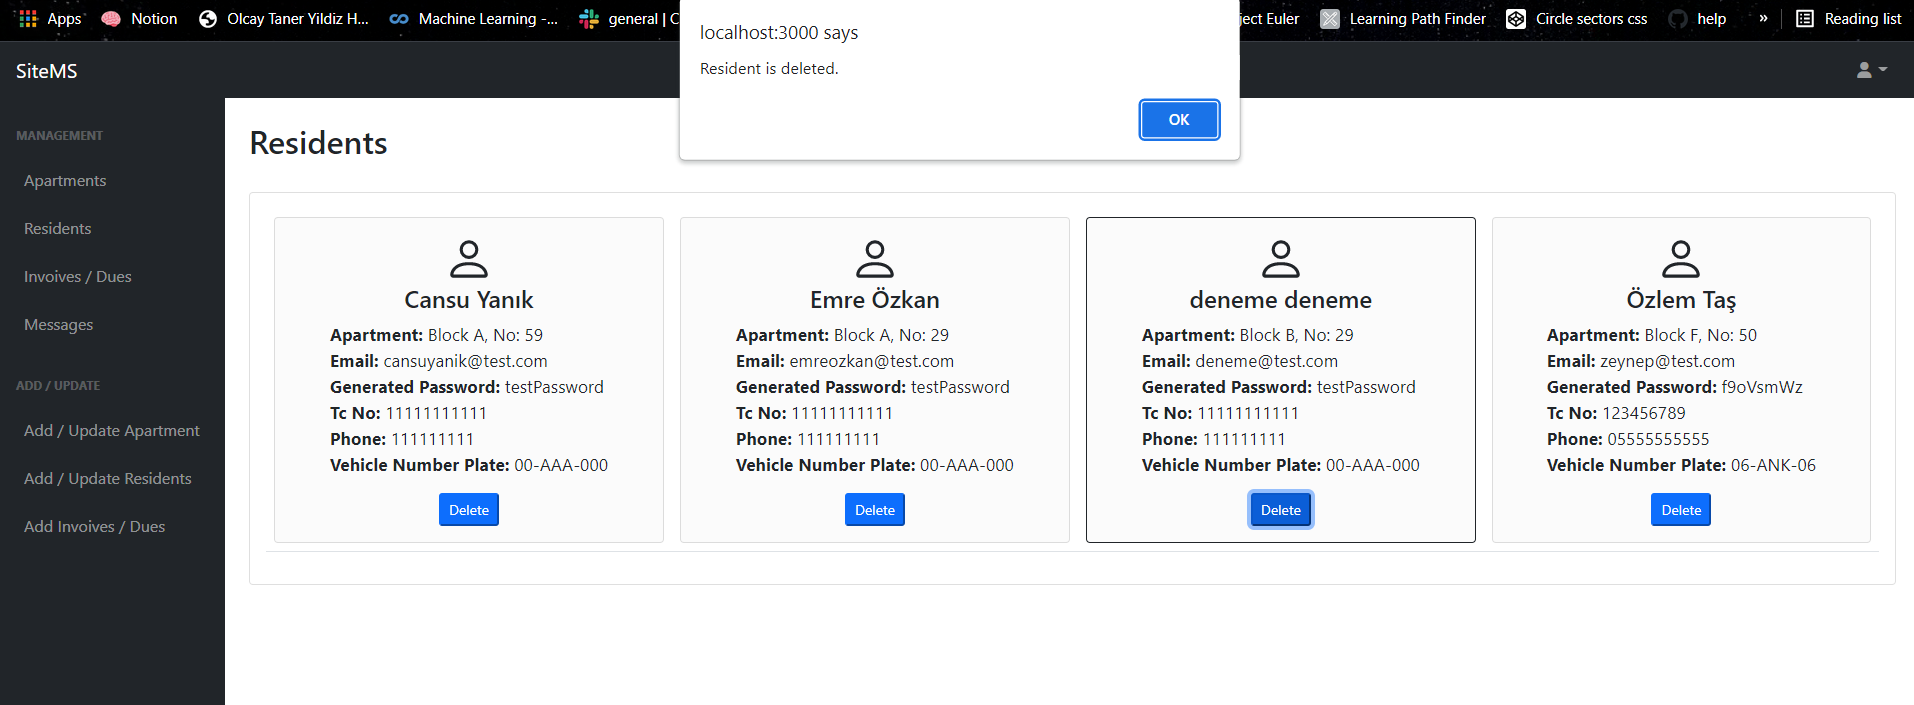 Apps Notion Olcay Taner Yildiz H... Machine Learning -... general | C ject Euler Learning Path Finder Circle sectors css help » Reading list
localhost:3000 says
Resident is deleted.
OK
SiteMS
MANAGEMENT
Apartments
Residents
Invoives / Dues
Messages
ADD / UPDATE
Add / Update Apartment
Add / Update Residents
Add Invoives / Dues
Residents
Cansu Yanık
Apartment: Block A, No: 59
Email: cansuyanik@test.com
Generated Password: testPassword
Tc No: 11111111111
Phone: 111111111
Vehicle Number Plate: 00-AAA-000
Delete
Emre Özkan
Apartment: Block A, No: 29
Email: emreozkan@test.com
Generated Password: testPassword
Tc No: 11111111111
Phone: 111111111
Vehicle Number Plate: 00-AAA-000
Delete
deneme deneme
Apartment: Block B, No: 29
Email: deneme@test.com
Generated Password: testPassword
Tc No: 11111111111
Phone: 111111111
Vehicle Number Plate: 00-AAA-000
Delete
Özlem Taş
Apartment: Block F, No: 50
Email: zeynep@test.com
Generated Password: f9oVsmWz
Tc No: 123456789
Phone: 05555555555
Vehicle Number Plate: 06-ANK-06
Delete